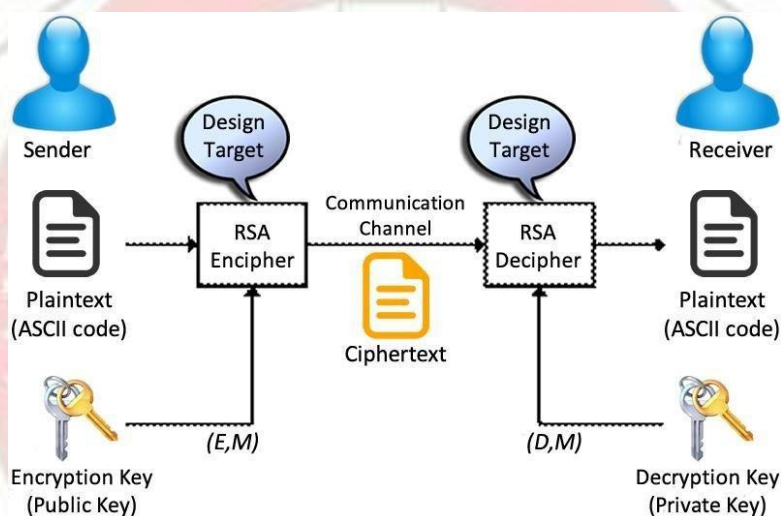 Sender
Design
Target
Design
Target
Receiver
RSA
Encipher
Communication
Channel
RSA
Decipher
Plaintext
(ASCII code)
Ciphertext
Plaintext
(ASCII code)
(E,M)
(D,M)
Encryption Key
(Public Key)
Decryption Key
(Private Key)